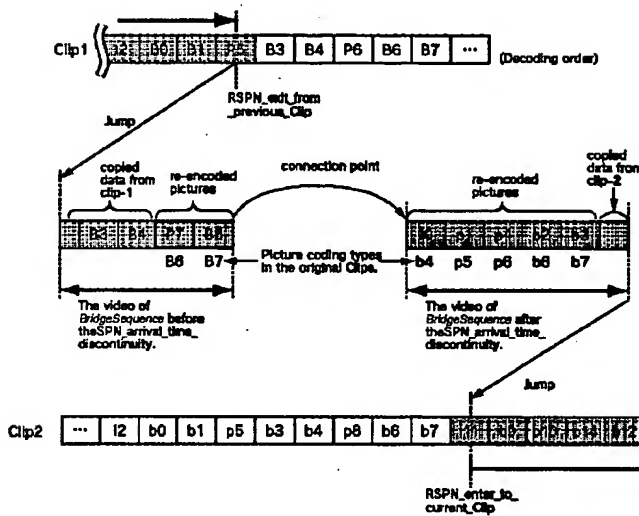 Clip1 I2 B0 B1 P5 B3 B4 P6 B6 B7 ... (Decoding order)
RSPN_exit_from
_previous_Clip
Jump
copied
data from
clip-1
re-encoded
pictures
connection point
re-encoded
pictures
copied
data from
clip-2
B3 B4 P7 B8
B6 B7
Picture coding types
in the original Clips.
b4 p5 p6 b6 b7
The video of
BridgeSequence before
theSPN_arrival_time_
discontinuity.
The video of
BridgeSequence after
theSPN_arrival_time_
discontinuity.
Jump
Clip2 ... I2 b0 b1 p5 b3 b4 p8 b6 b7
RSPN_enter_to_
current_Clip